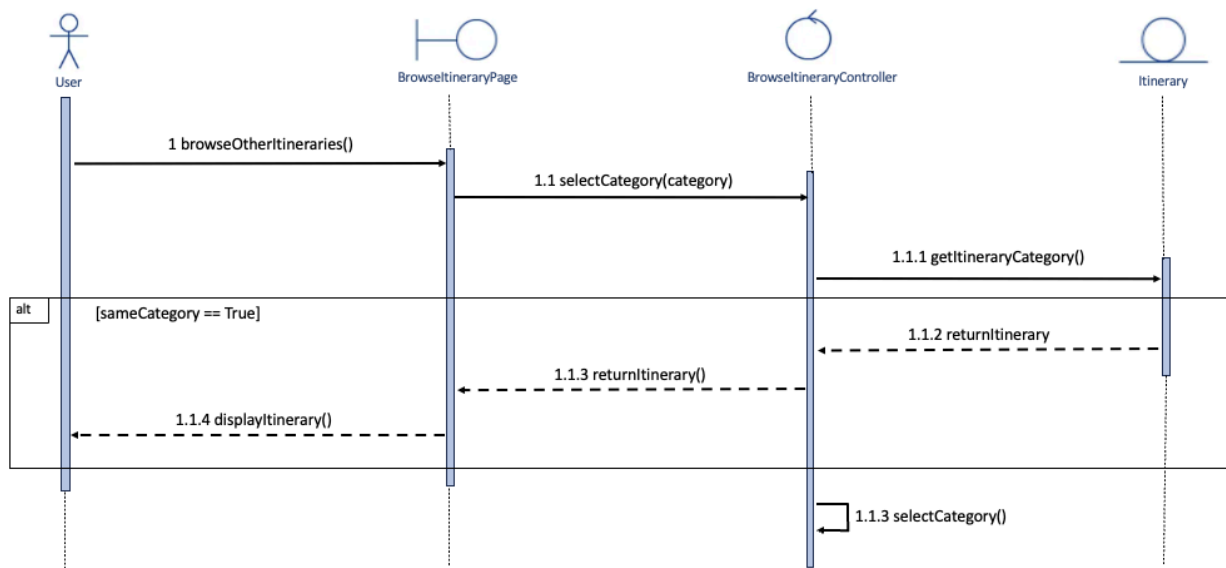 User
BrowseItineraryPage
BrowseItineraryController
Itinerary
1 browseOtherItineraries()
1.1 selectCategory(category)
1.1.1 getItineraryCategory()
alt
[sameCategory == True]
1.1.2 returnItinerary
1.1.3 returnItinerary()
1.1.4 displayItinerary()
1.1.3 selectCategory()